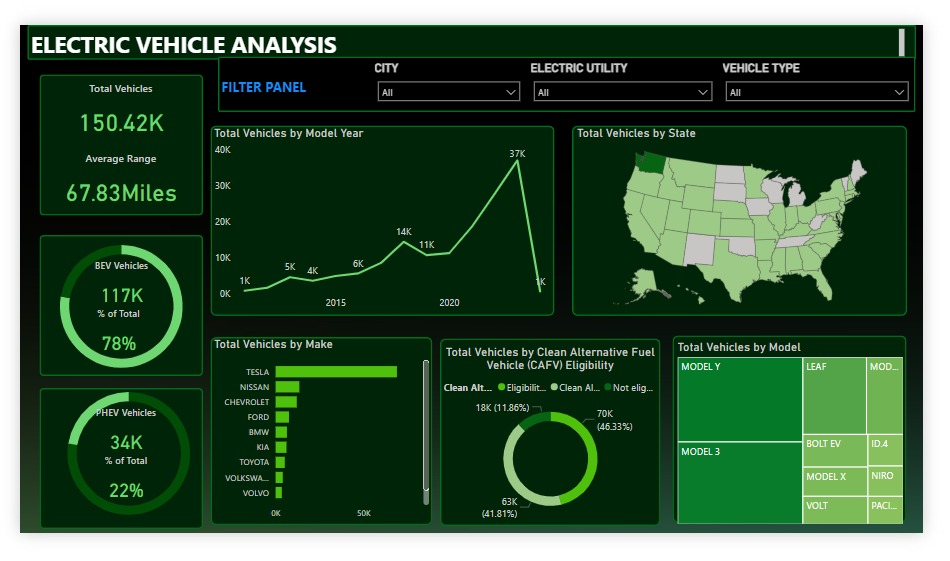 ELECTRIC VEHICLE ANALYSIS
FILTER PANEL
CITY
All
ELECTRIC UTILITY
All
VEHICLE TYPE
All
Total Vehicles
150.42K
Average Range
67.83Miles
BEV Vehicles
117K
% of Total
78%
PHEV Vehicles
34K
% of Total
22%
Total Vehicles by Model Year
40K
30K
20K
10K
0K
1K
5K
4K
6K
14K
11K
37K
1K
2015
2020
Total Vehicles by State
Total Vehicles by Make
TESLA
NISSAN
CHEVROLET
FORD
BMW
KIA
TOYOTA
VOLKSWA...
VOLVO
0K
50K
Total Vehicles by Clean Alternative Fuel
Vehicle (CAFV) Eligibility
Clean Alt... Eligibilit... Clean Al... Not elig...
18K (11.86%)
70K
(46.33%)
63K
(41.81%)
Total Vehicles by Model
MODEL Y
MODEL 3
LEAF
MOD...
BOLT EV
ID.4
MODEL X
NIRO
VOLT
PACI...